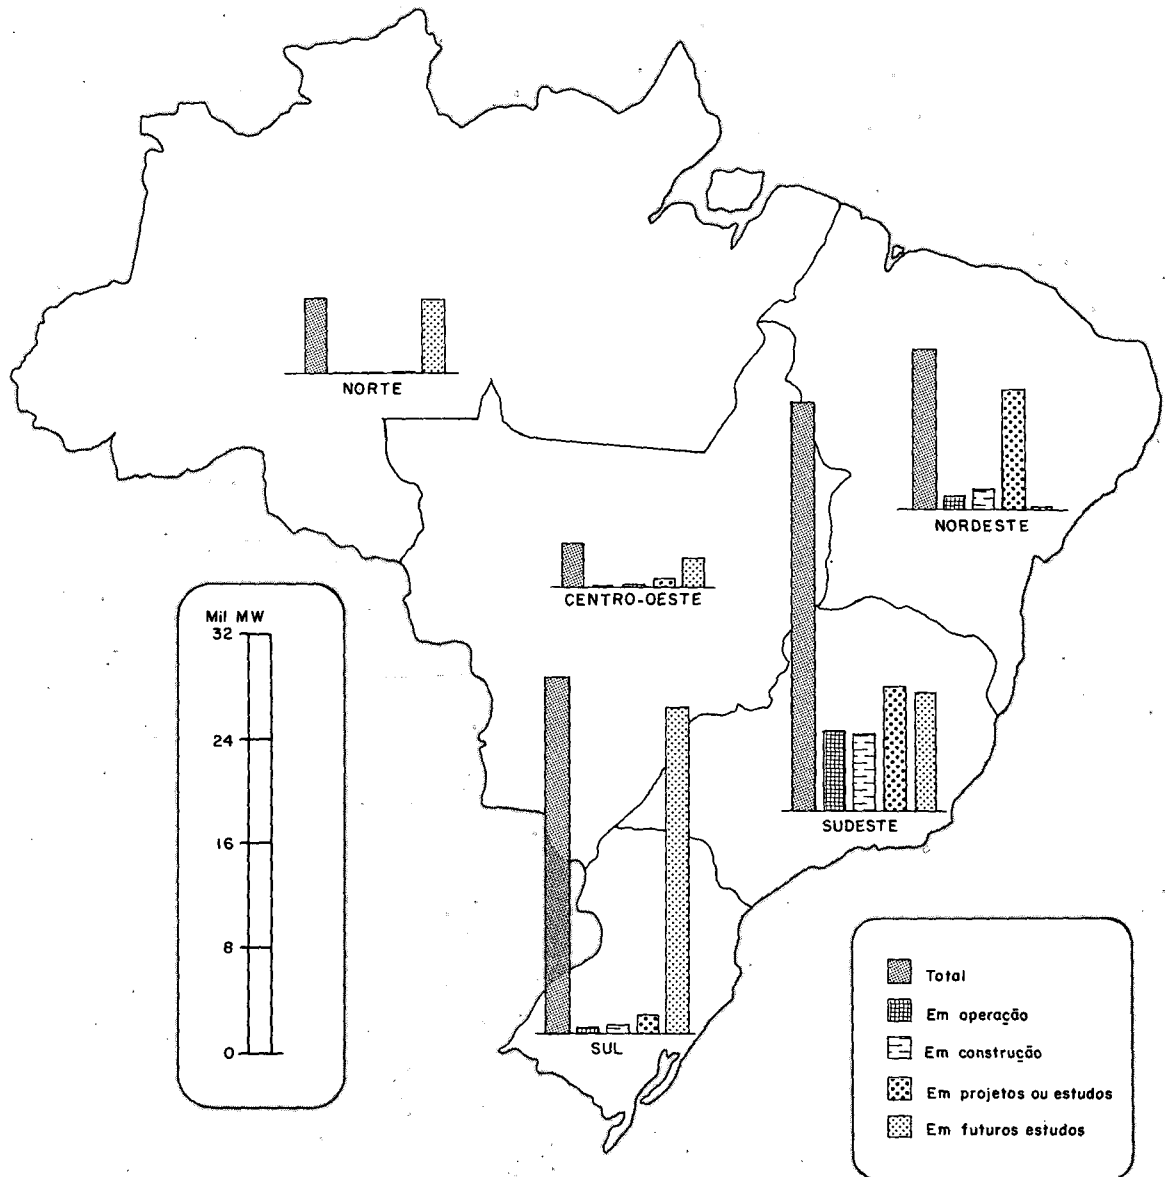 NORTE
NORDESTE
CENTRO-OESTE
Mil MW
32
24
16
8
0
SUDESTE
SUL
Total
Em operação
Em construção
Em projetos ou estudos
Em futuros estudos